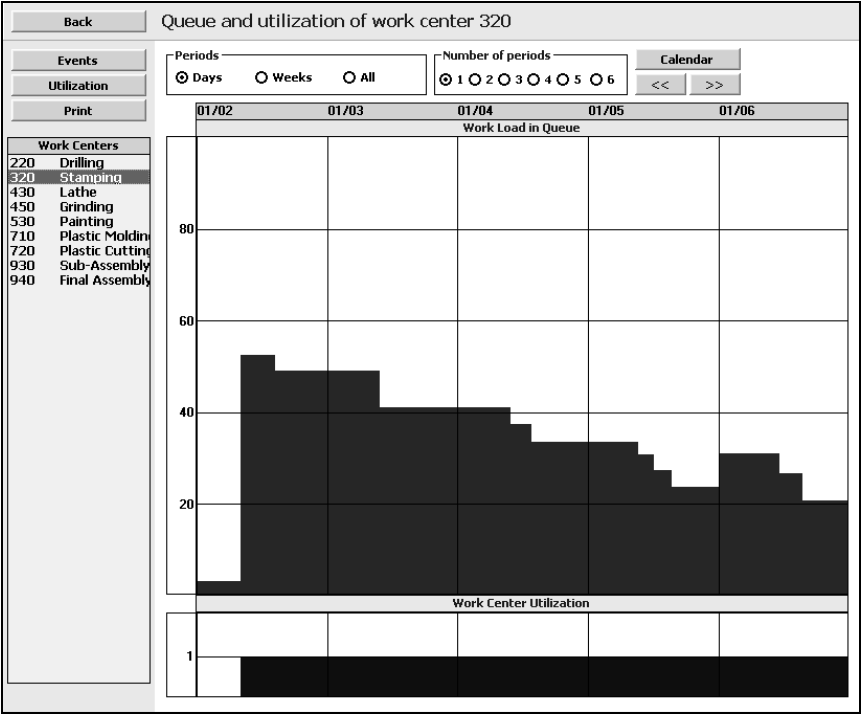 Back
Queue and utilization of work center 320
Events
Utilization
Print
Periods
Days Weeks All
Number of periods
1 2 3 4 5 6
Calendar
<< >>
Work Centers
220 Drilling
320 Stamping
430 Lathe
450 Grinding
530 Painting
710 Plastic Moldin
720 Plastic Cutting
930 Sub-Assembly
940 Final Assembly
01/02 01/03 01/04 01/05 01/06
Work Load in Queue
80
60
40
20
Work Center Utilization
1